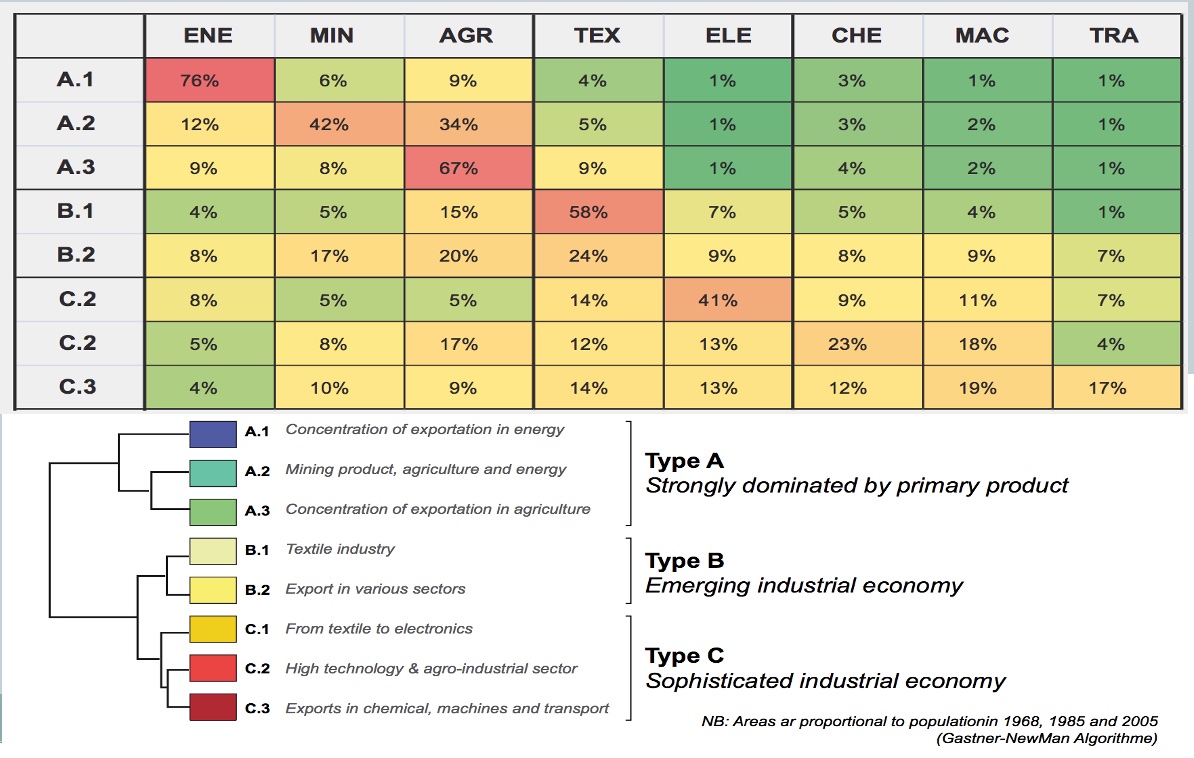 ENE MIN AGR TEX ELE CHE MAC TRA
A.1 76% 6% 9% 4% 1% 3% 1% 1%
A.2 12% 42% 34% 5% 1% 3% 2% 1%
A.3 9% 8% 67% 9% 1% 4% 2% 1%
B.1 4% 5% 15% 58% 7% 5% 4% 1%
B.2 8% 17% 20% 24% 9% 8% 9% 7%
C.2 8% 5% 5% 14% 41% 9% 11% 7%
C.2 5% 8% 17% 12% 13% 23% 18% 4%
C.3 4% 10% 9% 14% 13% 12% 19% 17%
A.1 Concentration of exportation in energy
A.2 Mining product, agriculture and energy
A.3 Concentration of exportation in agriculture
Type A
Strongly dominated by primary product
B.1 Textile industry
B.2 Export in various sectors
Type B
Emerging industrial economy
C.1 From textile to electronics
C.2 High technology & agro-industrial sector
C.3 Exports in chemical, machines and transport
Type C
Sophisticated industrial economy
NB: Areas ar proportional to populationin 1968, 1985 and 2005
(Gastner-NewMan Algorithme)